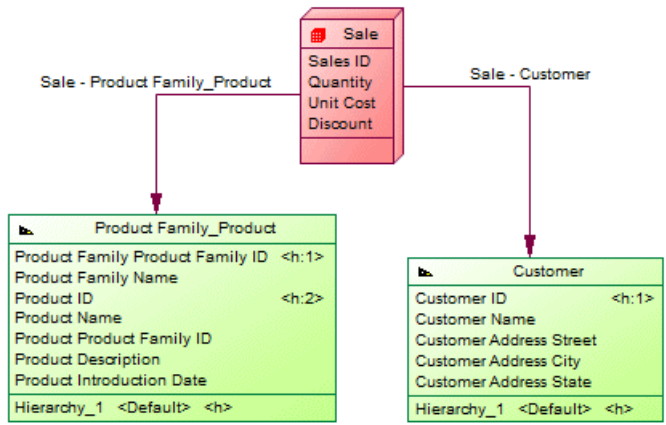 Sale
Sales ID
Quantity
Unit Cost
Discount
Sale - Product Family_Product
Sale - Customer
Product Family_Product
Product Family Product Family ID <h:1>
Product Family Name
Product ID <h:2>
Product Name
Product Product Family ID
Product Description
Product Introduction Date
Hierarchy_1 <Default> <h>
Customer
Customer ID <h:1>
Customer Name
Customer Address Street
Customer Address City
Customer Address State
Hierarchy_1 <Default> <h>